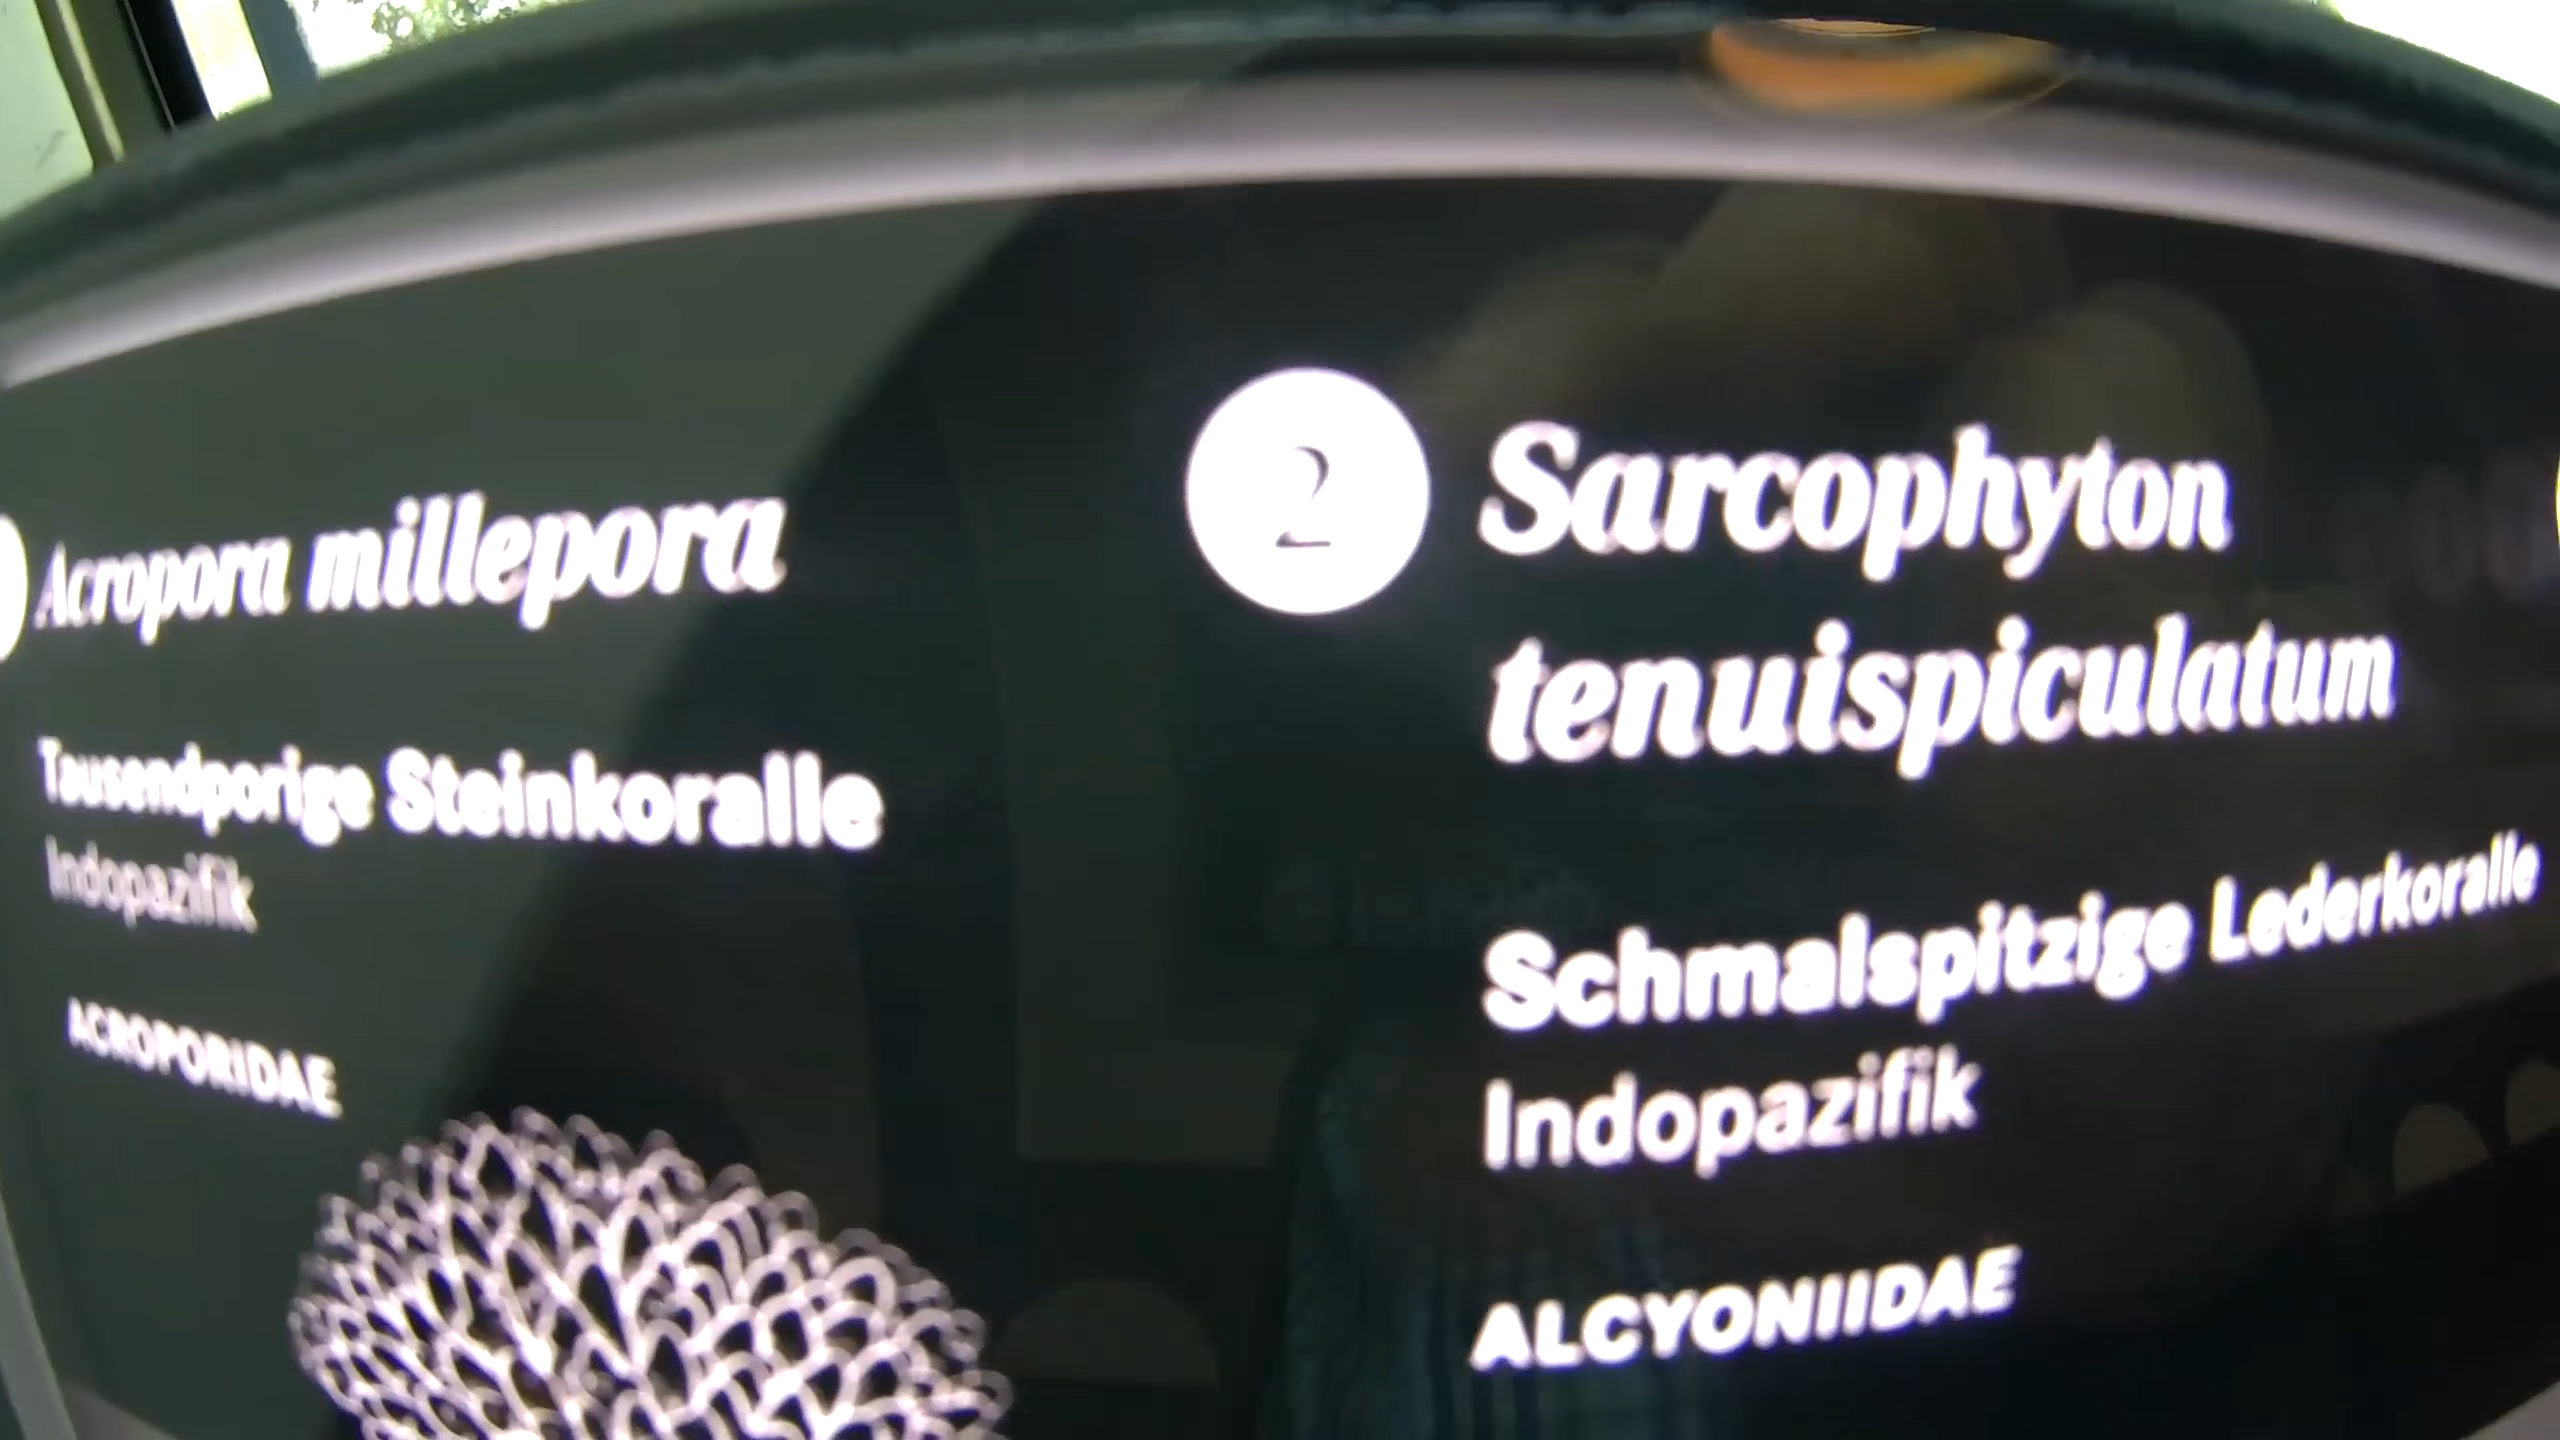 Acropora millepora
Tausendporige Steinkoralle
Indopazifik
ACROPORIDAE
2
Sarcophyton
tenuispiculatum
Schmalspitzige Lederkoralle
Indopazifik
ALCYONIIDAE